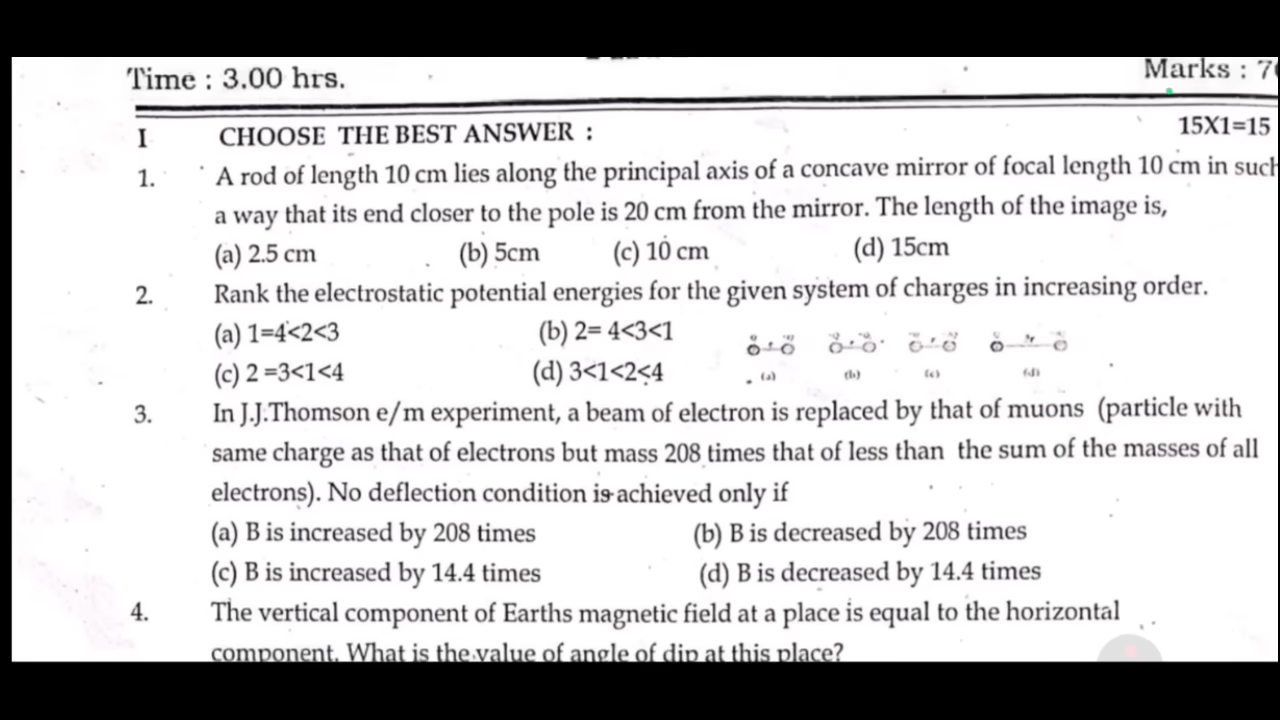 Time : 3.00 hrs.
Marks : 7
I CHOOSE THE BEST ANSWER : 15X1=15
1. A rod of length 10 cm lies along the principal axis of a concave mirror of focal length 10 cm in such
a way that its end closer to the pole is 20 cm from the mirror. The length of the image is,
(a) 2.5 cm (b) 5cm (c) 10 cm (d) 15cm
2. Rank the electrostatic potential energies for the given system of charges in increasing order.
(a) 1=4<2<3 (b) 2= 4<3<1
(c) 2 =3<1<4 (d) 3<1<2<4
(a) (b) (c) (d)
3. In J.J.Thomson e/m experiment, a beam of electron is replaced by that of muons (particle with
same charge as that of electrons but mass 208 times that of less than the sum of the masses of all
electrons). No deflection condition is achieved only if
(a) B is increased by 208 times (b) B is decreased by 208 times
(c) B is increased by 14.4 times (d) B is decreased by 14.4 times
4. The vertical component of Earths magnetic field at a place is equal to the horizontal
component. What is the value of angle of dip at this place?